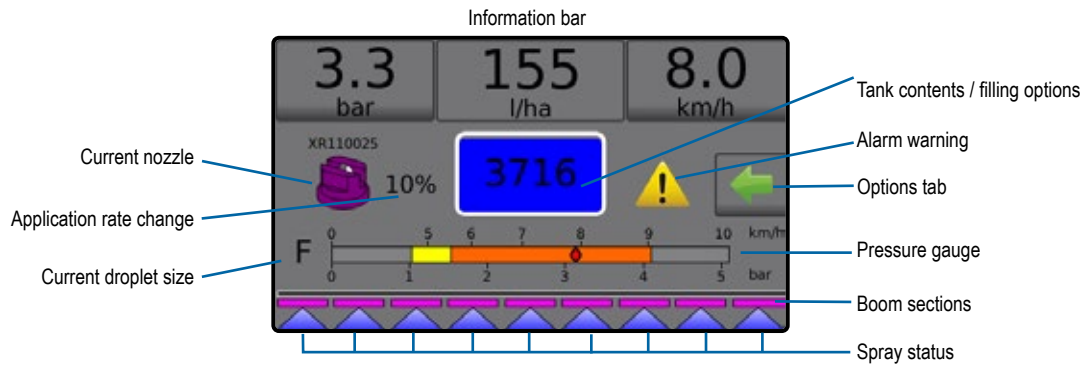 Information bar
3.3
bar
155
l/ha
8.0
km/h
Tank contents / filling options
Alarm warning
Options tab
Pressure gauge
Boom sections
Spray status
Current nozzle
Application rate change
Current droplet size
XR110025
10%
3716
F
0 5 6 7 8 9 10 km/h
0 1 2 3 4 5 bar